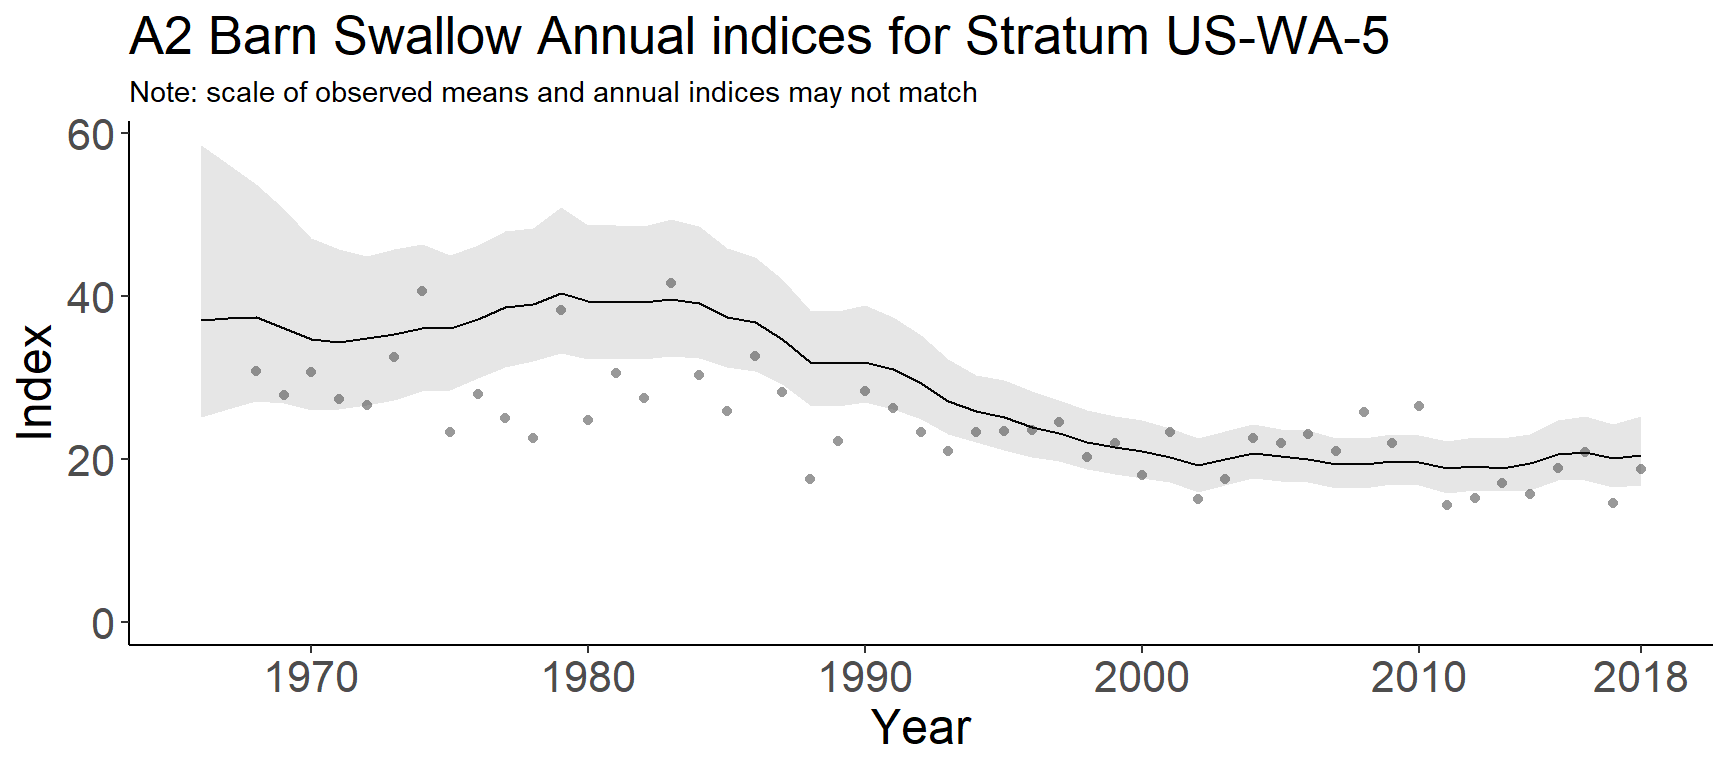 A2 Barn Swallow Annual indices for Stratum US-WA-5
Note: scale of observed means and annual indices may not match
60
40
20
0
Index
1970 1980 1990 2000 2010 2018
Year